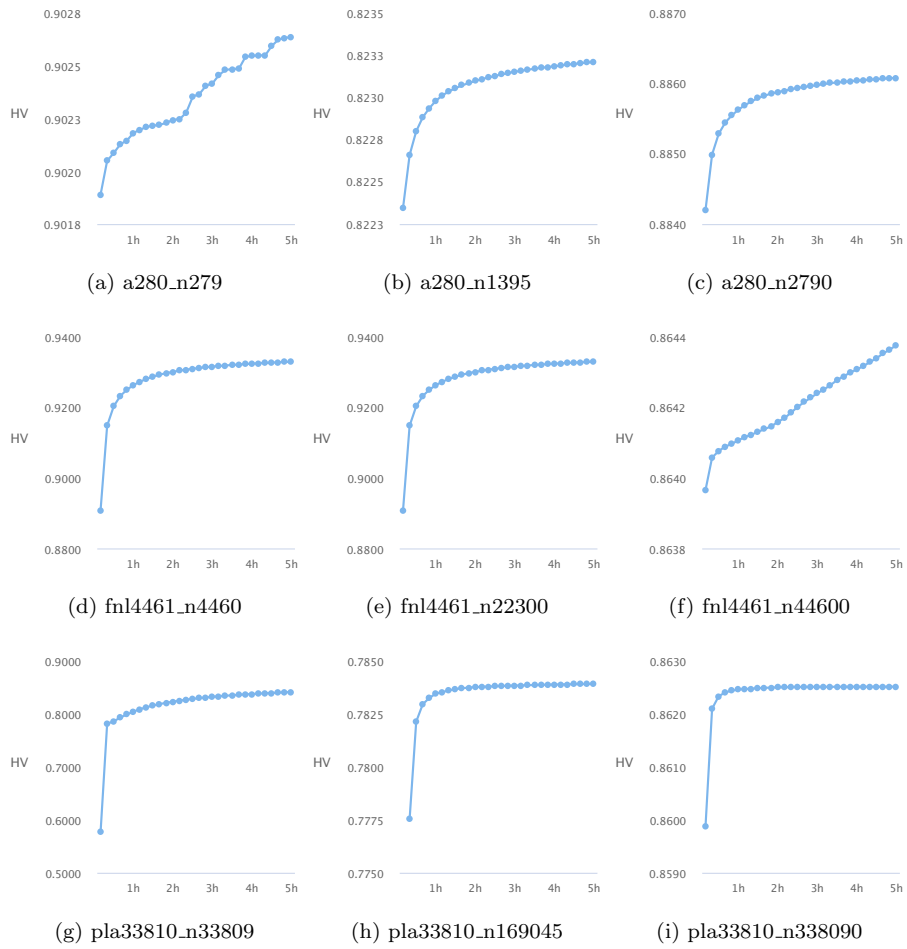 0.9028
0.9025
HV
0.9023
0.9020
0.9018
1h 2h 3h 4h 5h
(a) a280_n279
0.8235
0.8233
HV
0.8230
0.8228
0.8225
0.8223
1h 2h 3h 4h 5h
(b) a280_n1395
0.8870
0.8860
HV
0.8850
0.8840
1h 2h 3h 4h 5h
(c) a280_n2790
0.9400
0.9200
HV
0.9000
0.8800
1h 2h 3h 4h 5h
(d) fnl4461_n4460
0.9400
0.9200
HV
0.9000
0.8800
1h 2h 3h 4h 5h
(e) fnl4461_n22300
0.8644
0.8642
HV
0.8640
0.8638
1h 2h 3h 4h 5h
(f) fnl4461_n44600
0.9000
0.8000
HV
0.7000
0.6000
0.5000
1h 2h 3h 4h 5h
(g) pla33810_n33809
0.7850
0.7825
HV
0.7800
0.7775
0.7750
1h 2h 3h 4h 5h
(h) pla33810_n169045
0.8630
0.8620
HV
0.8610
0.8600
0.8590
1h 2h 3h 4h 5h
(i) pla33810_n338090